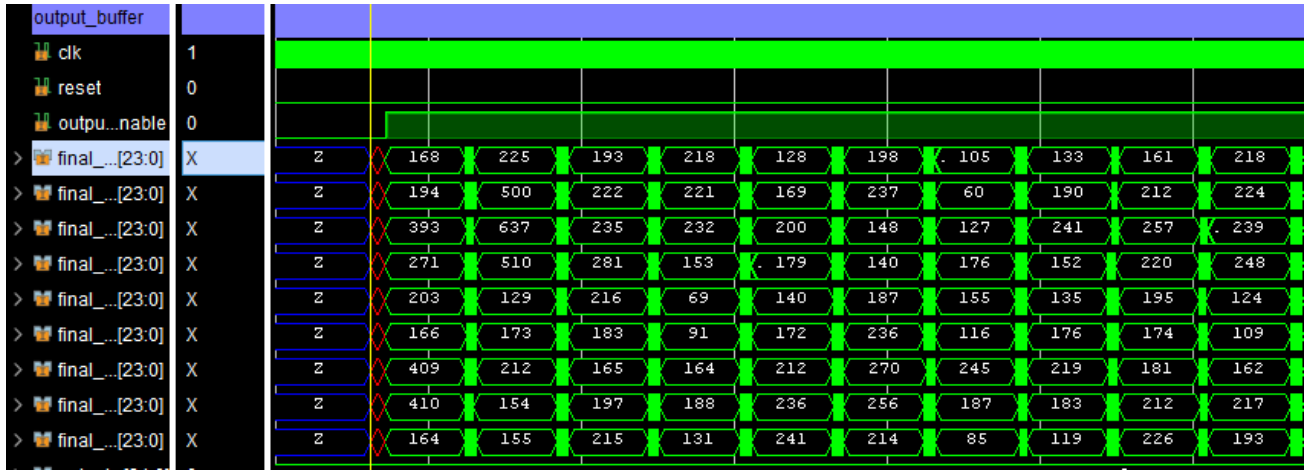 output_buffer
clk 1
reset 0
outpu...nable 0
final_...[23:0] X Z 168 225 193 218 128 198 . 105 133 161 218
final_...[23:0] X Z 194 500 222 221 169 237 60 190 212 224
final_...[23:0] X Z 393 637 235 232 200 148 127 241 257 . 239
final_...[23:0] X Z 271 510 281 153 . 179 140 176 152 220 248
final_...[23:0] X Z 203 129 216 69 140 187 155 135 195 124
final_...[23:0] X Z 166 173 183 91 172 236 116 176 174 109
final_...[23:0] X Z 409 212 165 164 212 270 245 219 181 162
final_...[23:0] X Z 410 154 197 188 236 256 187 183 212 217
final_...[23:0] X Z 164 155 215 131 241 214 85 119 226 193